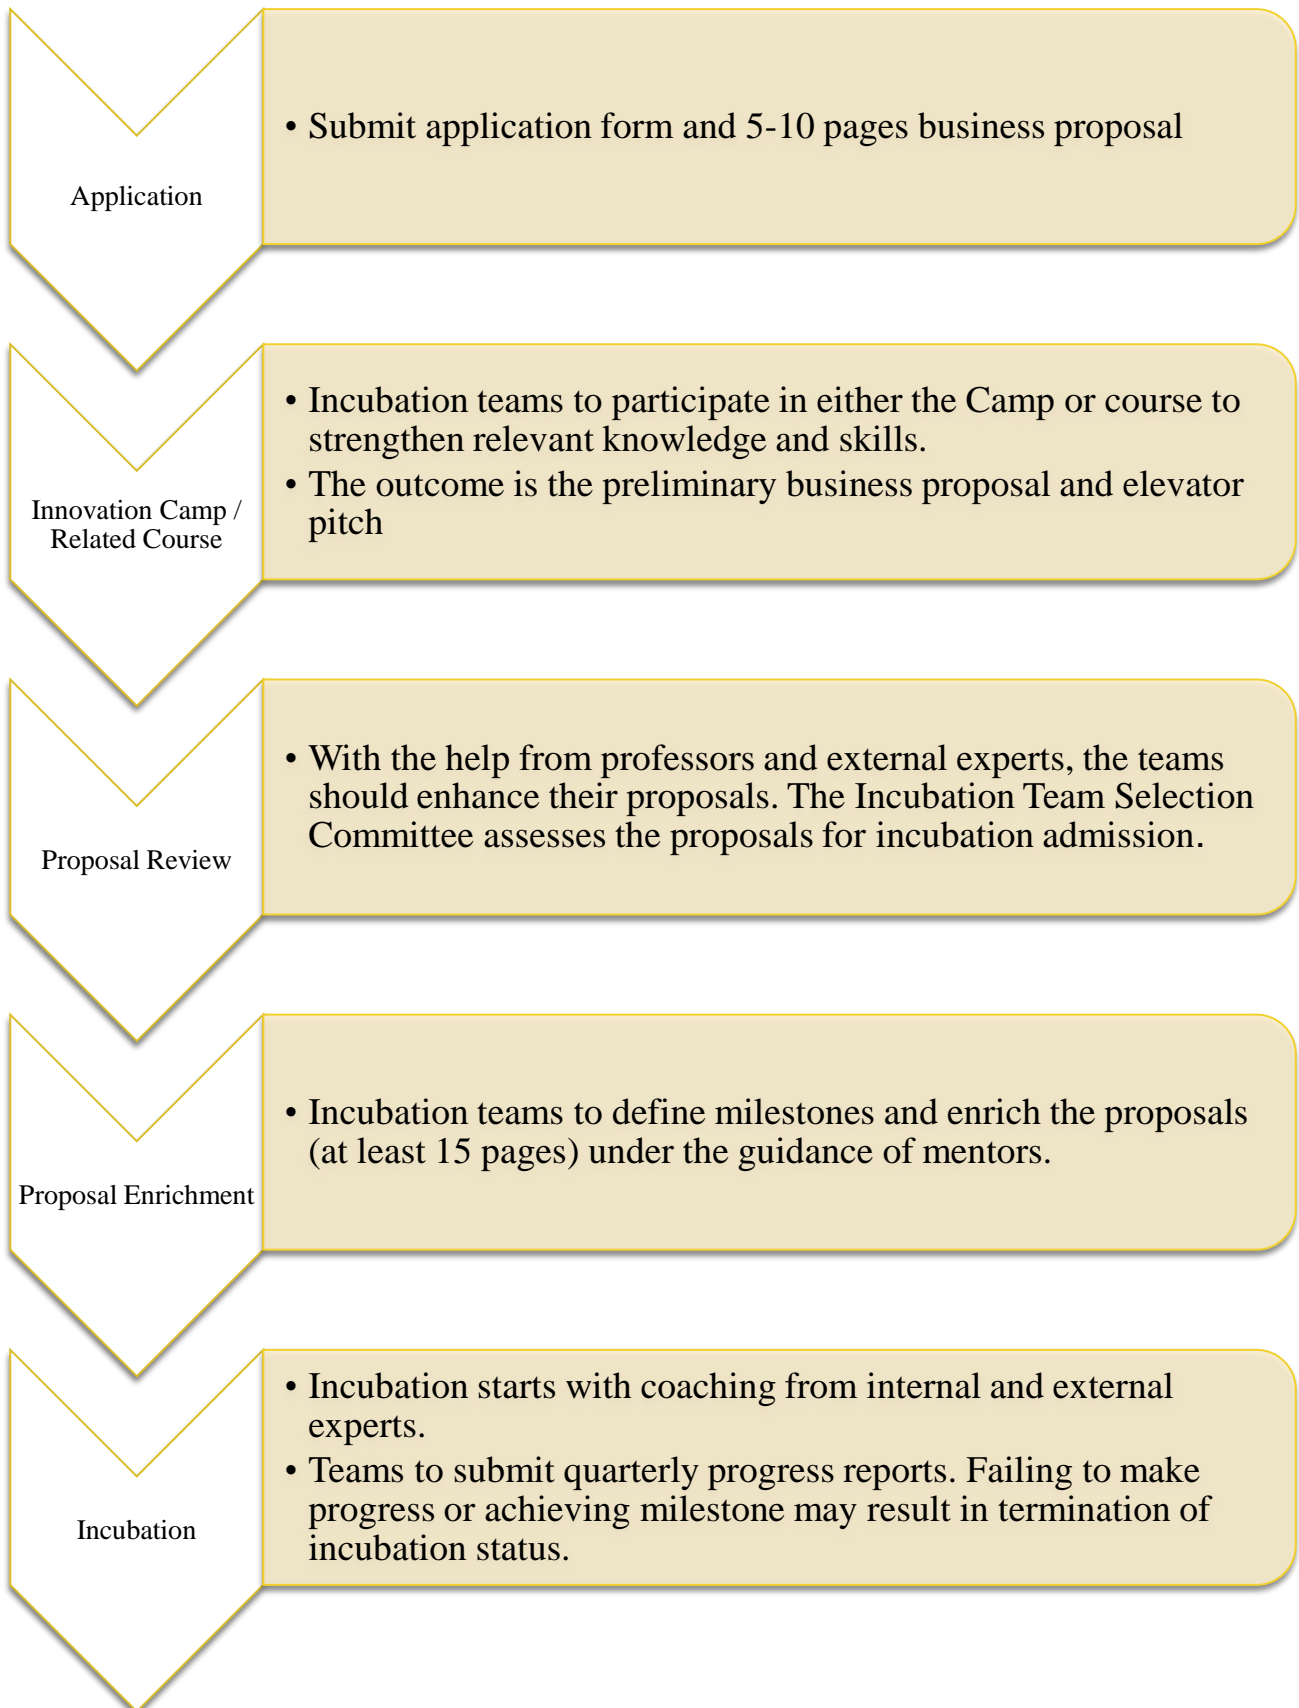 Application
• Submit application form and 5-10 pages business proposal
Innovation Camp /
Related Course
• Incubation teams to participate in either the Camp or course to
strengthen relevant knowledge and skills.
• The outcome is the preliminary business proposal and elevator
pitch
Proposal Review
• With the help from professors and external experts, the teams
should enhance their proposals. The Incubation Team Selection
Committee assesses the proposals for incubation admission.
Proposal Enrichment
• Incubation teams to define milestones and enrich the proposals
(at least 15 pages) under the guidance of mentors.
Incubation
• Incubation starts with coaching from internal and external
experts.
• Teams to submit quarterly progress reports. Failing to make
progress or achieving milestone may result in termination of
incubation status.